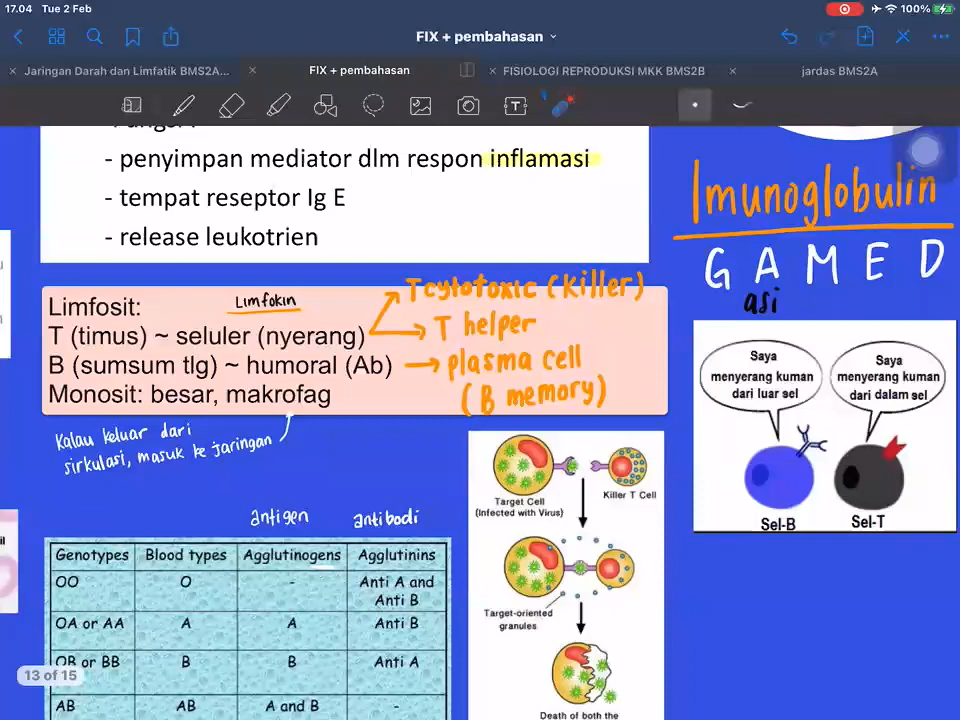 17.04 Tue 2 Feb
100%
FIX + pembahasan
Jaringan Darah dan Limfatik BMS2A...
FIX + pembahasan
FISIOLOGI REPRODUKSI MKK BMS2B
jardas BMS2A
- penyimpan mediator dlm respon inflamasi
- tempat reseptor Ig E
- release leukotrien
Imunoglobulin
G A M E D
asi
Limfosit:
Limfokin
T (timus) ~ seluler (nyerang)
T cytotoxic (Killer)
T helper
B (sumsum tlg) ~ humoral (Ab)
plasma cell
(B memory)
Monosit: besar, makrofag
Kalau keluar dari
sirkulasi, masuk ke jaringan
Saya
menyerang kuman
dari luar sel
Saya
menyerang kuman
dari dalam sel
Sel-B
Sel-T
Target Cell
(Infected with Virus)
Killer T Cell
Target-oriented
granules
Death of both the
antigen
antibodi
Genotypes Blood types Agglutinogens Agglutinins
OO O - Anti A and
Anti B
OA or AA A A Anti B
OB or BB B B Anti A
AB AB A and B -
13 of 15